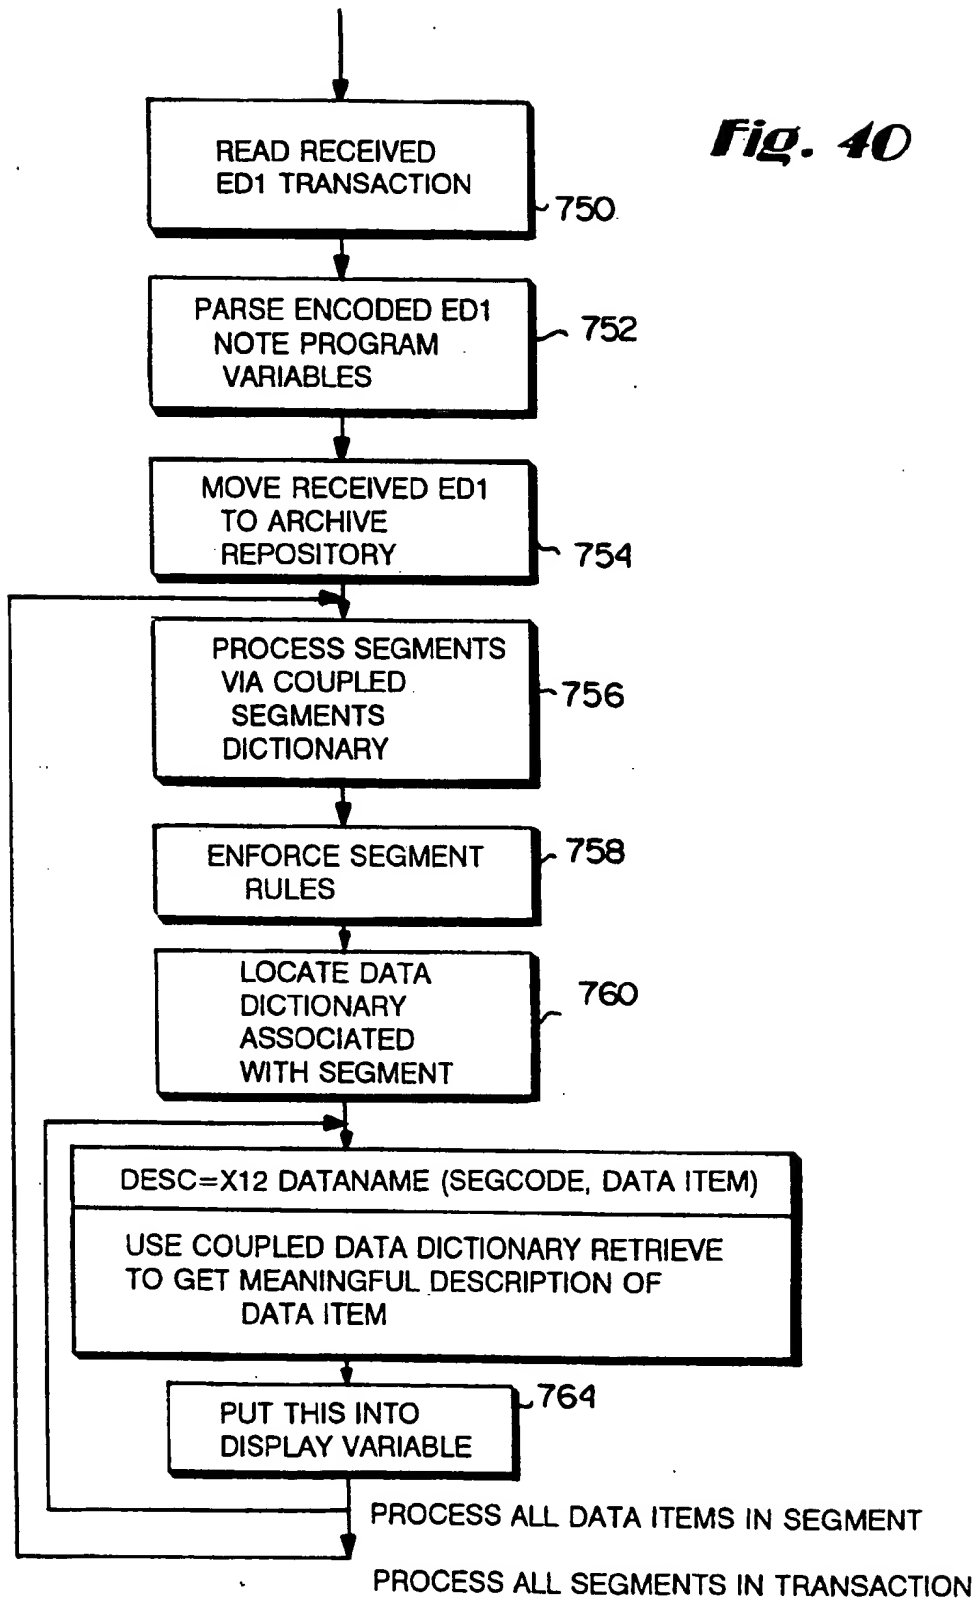 Fig. 40
READ RECEIVED
ED1 TRANSACTION
750
PARSE ENCODED ED1
NOTE PROGRAM
VARIABLES
752
MOVE RECEIVED ED1
TO ARCHIVE
REPOSITORY
754
PROCESS SEGMENTS
VIA COUPLED
SEGMENTS
DICTIONARY
756
ENFORCE SEGMENT
RULES
758
LOCATE DATA
DICTIONARY
ASSOCIATED
WITH SEGMENT
760
DESC=X12 DATANAME (SEGCODE, DATA ITEM)
USE COUPLED DATA DICTIONARY RETRIEVE
TO GET MEANINGFUL DESCRIPTION OF
DATA ITEM
PUT THIS INTO
DISPLAY VARIABLE
764
PROCESS ALL DATA ITEMS IN SEGMENT
PROCESS ALL SEGMENTS IN TRANSACTION